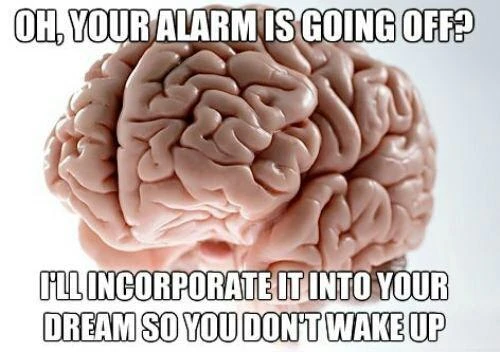 OH, YOUR ALARM IS GOING OFF?
I'LL INCORPORATE IT INTO YOUR
DREAM SO YOU DON'T WAKE UP